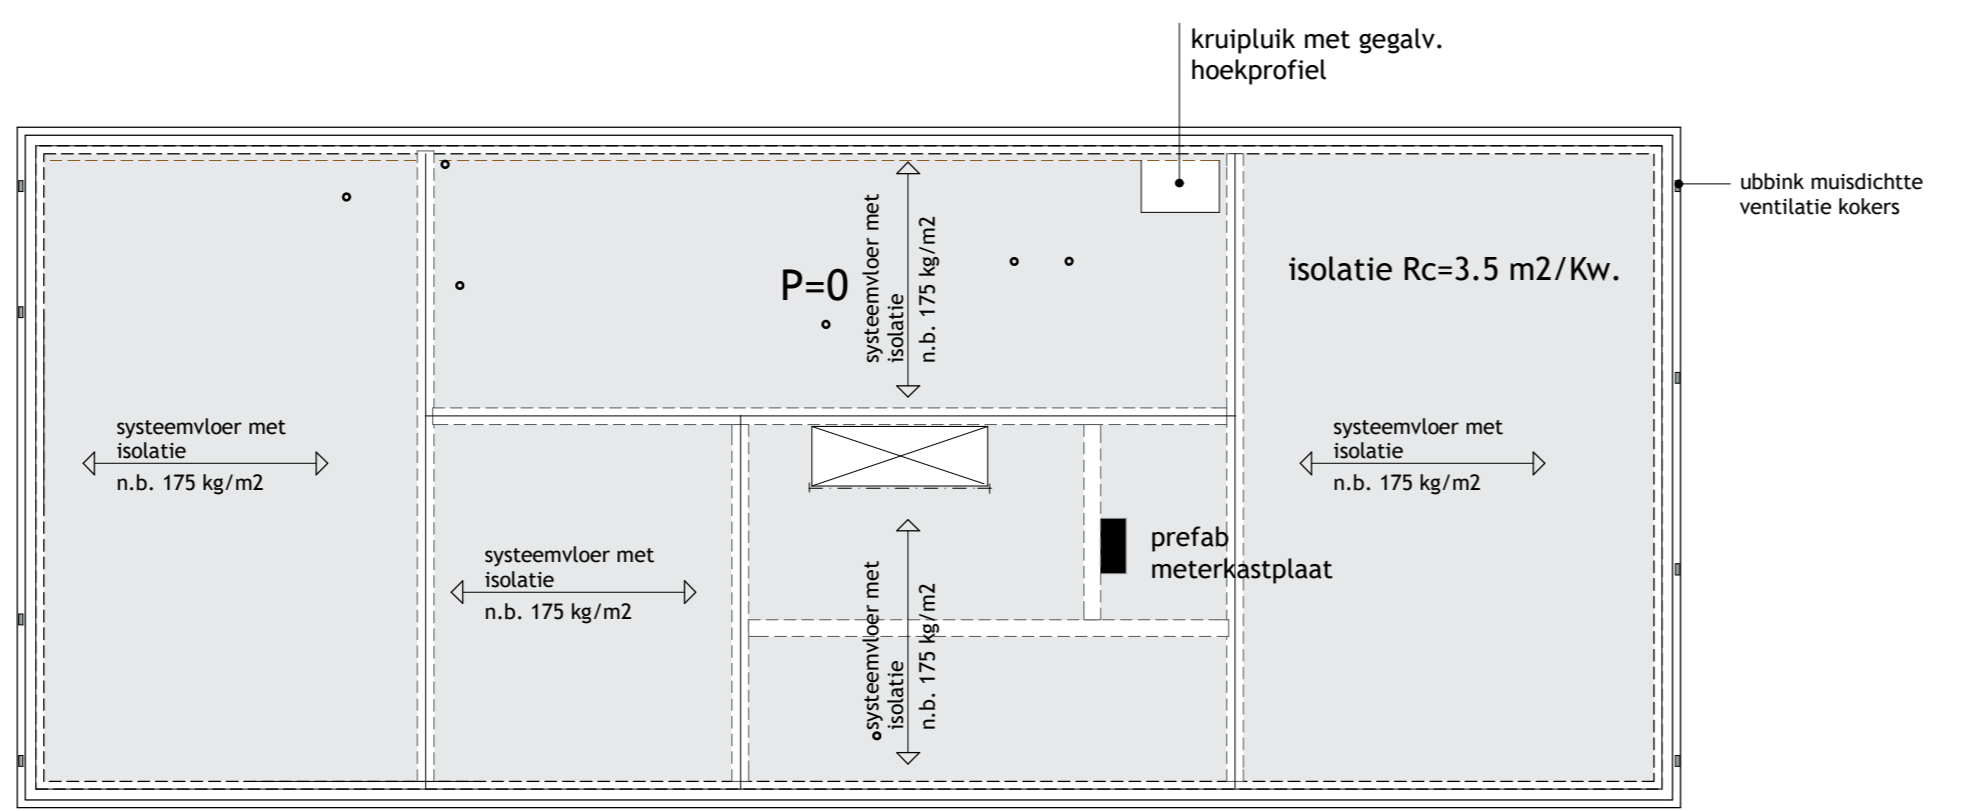 kruipluik met gegalv.
hoekprofiel
ubbink muisdichtte
ventilatie kokers
systeemvloer met
isolatie
n.b. 175 kg/m2
P=0
isolatie Rc=3.5 m2/Kw.
systeemvloer met
isolatie
n.b. 175 kg/m2
systeemvloer met
isolatie
n.b. 175 kg/m2
systeemvloer met
isolatie
n.b. 175 kg/m2
prefab
meterkastplaat
systeemvloer met
isolatie
n.b. 175 kg/m2